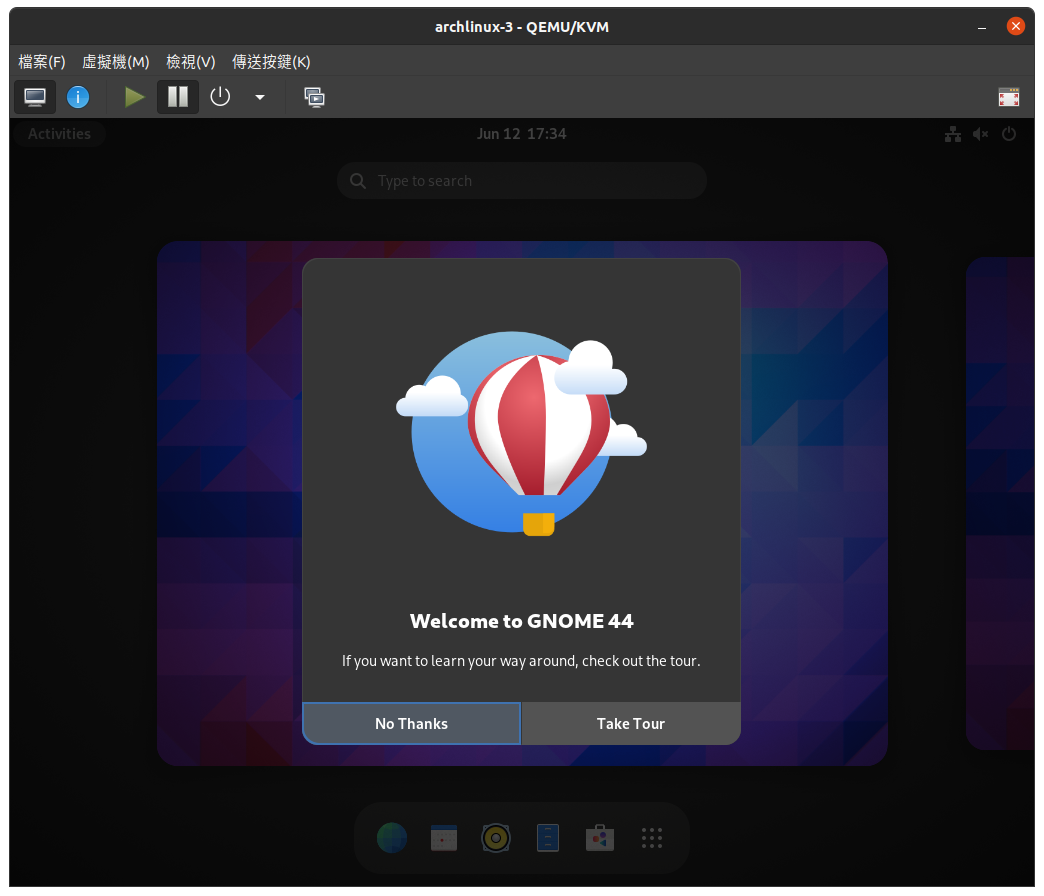 archlinux-3 - QEMU/KVM
檔案(F) 虛擬機(M) 檢視(V) 傳送按鍵(K)
Activities
Jun 12 17:34
Type to search
Welcome to GNOME 44
If you want to learn your way around, check out the tour.
No Thanks
Take Tour